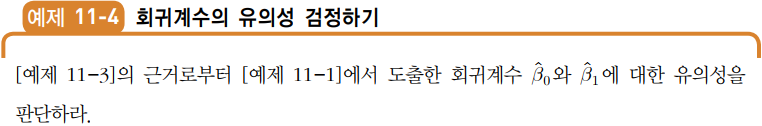 예제 11-4 회귀계수의 유의성 검정하기
[예제 11-3]의 근거로부터 [예제 11-1]에서 도출한 회귀계수 β̂₀와 β̂₁에 대한 유의성을
판단하라.